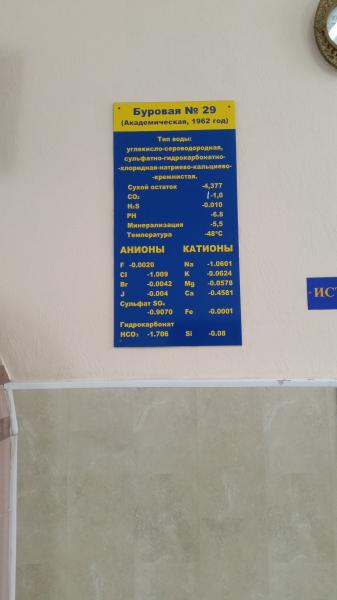 Буровая № 29
(Академическая, 1962 год)
Тип воды:
углекисло-сероводородная,
сульфатно-гидрокарбонатно-
-хлоридная-натриево-кальциево-
-кремнистая.
Сухой остаток -4,377
CO₂ -1,0
H₂S -0.010
PH -6.8
Минерализация -5,5
Температура -48°C
АНИОНЫ КАТИОНЫ
F -0.0020 Na -1.0601
Cl -1.009 K -0.0624
Br -0.0042 Mg -0.0578
J -0.004 Ca -0.4581
Сульфат SO₄
-0.9070 Fe -0.0001
Гидрокарбонат
HCO₃ -1.706 Si -0.08